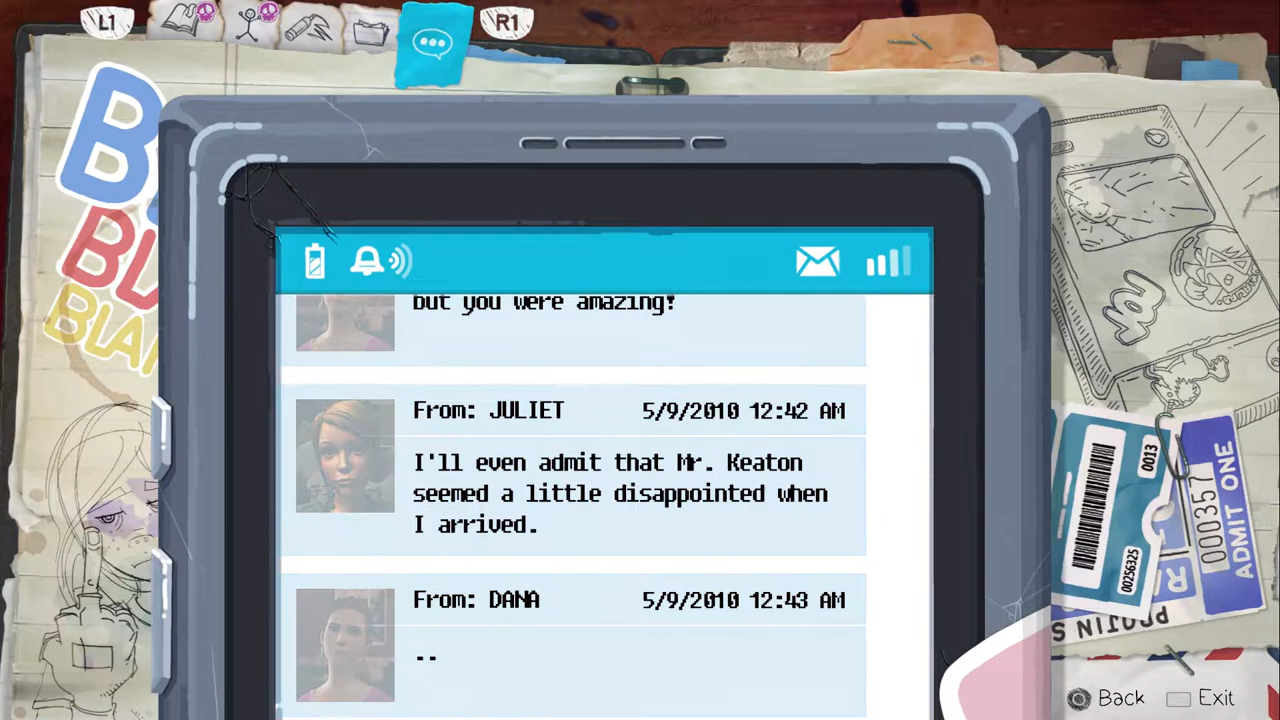 L1
R1
but you were amazing!
From: JULIET 5/9/2010 12:42 AM
I'll even admit that Mr. Keaton
seemed a little disappointed when
I arrived.
From: DANA 5/9/2010 12:43 AM
--
0013
00256325
000357
ADMIT ONE
Back
Exit